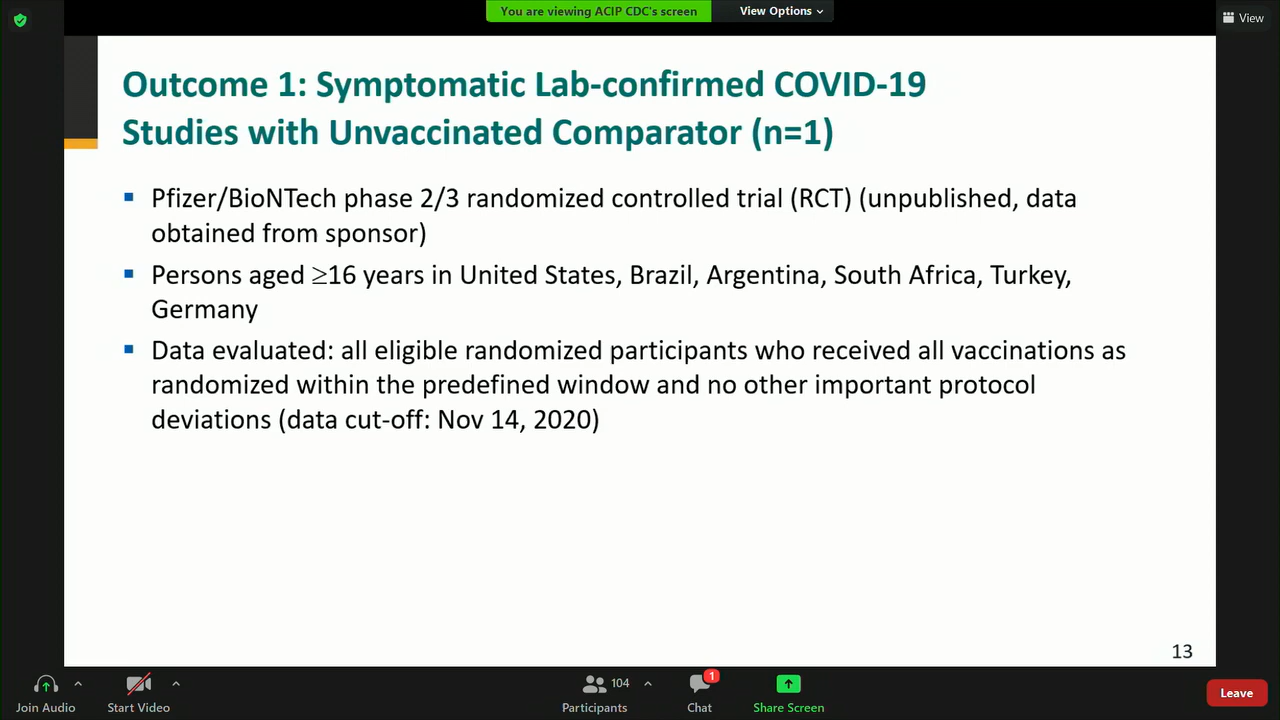 You are viewing ACIP CDC's screen
View Options
View
Outcome 1: Symptomatic Lab-confirmed COVID-19
Studies with Unvaccinated Comparator (n=1)
Pfizer/BioNTech phase 2/3 randomized controlled trial (RCT) (unpublished, data
obtained from sponsor)
Persons aged ≥16 years in United States, Brazil, Argentina, South Africa, Turkey,
Germany
Data evaluated: all eligible randomized participants who received all vaccinations as
randomized within the predefined window and no other important protocol
deviations (data cut-off: Nov 14, 2020)
13
Join Audio
Start Video
104
Participants
1
Chat
Share Screen
Leave